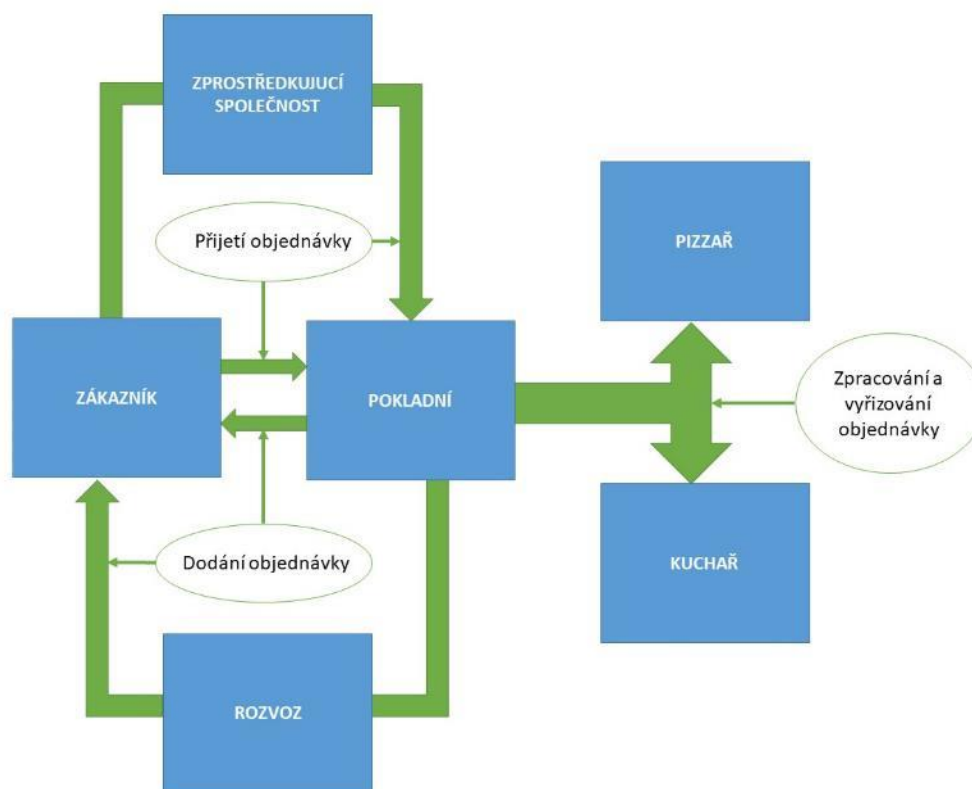 ZPROSTŘEDKUJUCÍ
SPOLEČNOST
Přijetí objednávky
PIZZAŘ
ZÁKAZNÍK
POKLADNÍ
Zpracování a
vyřizování
objednávky
Dodání objednávky
KUCHAŘ
ROZVOZ